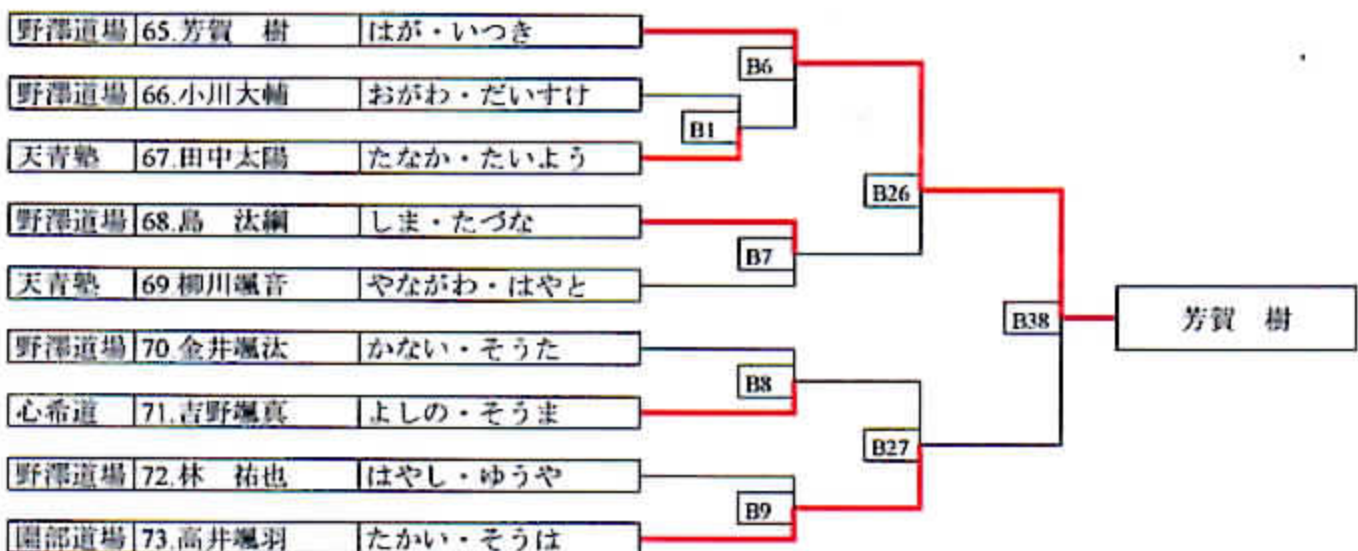 野澤道場 65.芳賀 樹 はが・いつき
B6
野澤道場 66.小川大輔 おがわ・だいすけ
B1
天青塾 67.田中太陽 たなか・たいよう
B26
野澤道場 68.島 汰綱 しま・たづな
B7
天青塾 69 柳川颯音 やながわ・はやと
B38 芳賀 樹
野澤道場 70 金井颯汰 かない・そうた
B8
心希道 71.吉野颯真 よしの・そうま
B27
野澤道場 72.林 祐也 はやし・ゆうや
B9
園部道場 73.高井颯羽 たかい・そうは